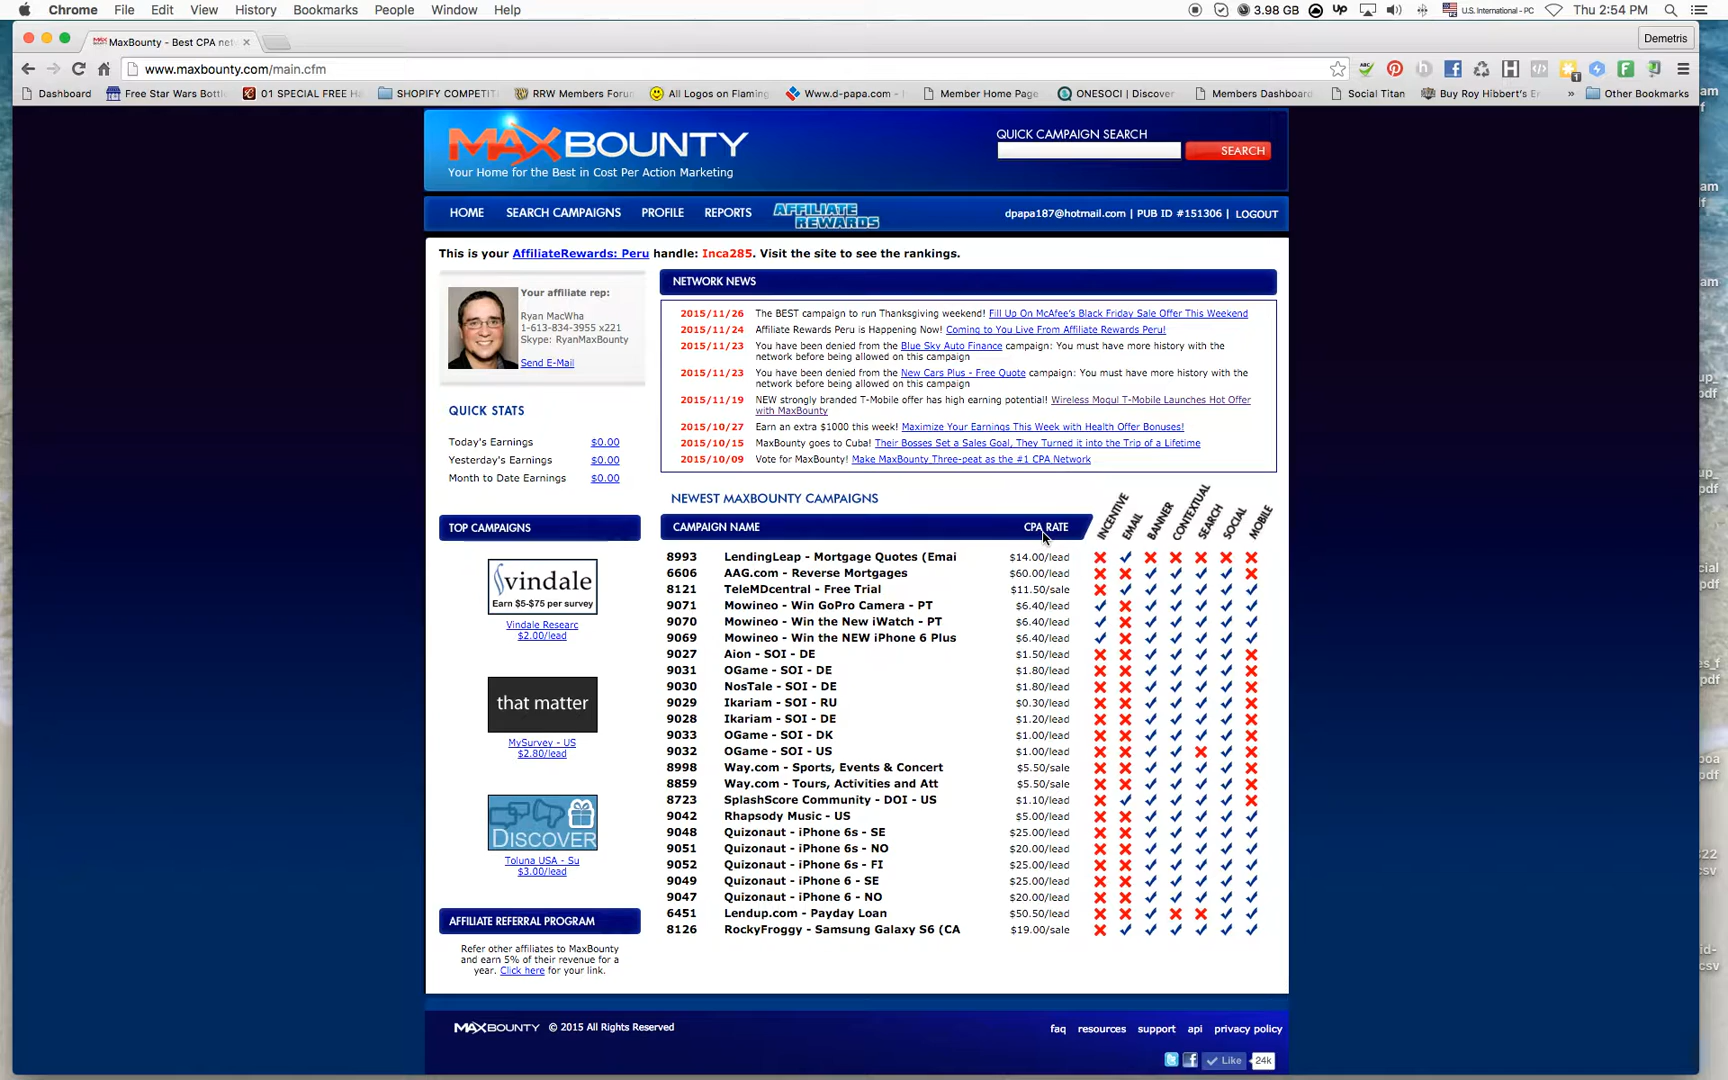 Chrome File Edit View History Bookmarks People Window Help
3.98 GB Up U.S. International - PC Thu 2:54 PM
MaxBounty - Best CPA net
Demetris
www.maxbounty.com/main.cfm
Dashboard Free Star Wars Bottl 01 SPECIAL FREE Ha SHOPIFY COMPETIT RRW Members Foru All Logos on Flaming Www.d-papa.com - Member Home Page ONESOCI | Discover Members Dashboard Social Titan Buy Roy Hibbert's E » Other Bookmarks
MAXBOUNTY
Your Home for the Best in Cost Per Action Marketing
QUICK CAMPAIGN SEARCH
SEARCH
HOME SEARCH CAMPAIGNS PROFILE REPORTS AFFILIATE REWARDS
dpapa187@hotmail.com | PUB ID #151306 | LOGOUT
This is your AffiliateRewards: Peru handle: Inca285. Visit the site to see the rankings.
Your affiliate rep:
Ryan MacWha
1-613-834-3955 x221
Skype: RyanMaxBounty
Send E-Mail
QUICK STATS
Today's Earnings $0.00
Yesterday's Earnings $0.00
Month to Date Earnings $0.00
TOP CAMPAIGNS
vindale
Earn $5-$75 per survey
Vindale Researc
$2.00/lead
that matter
MySurvey - US
$2.80/lead
DISCOVER
Toluna USA - Su
$3.00/lead
AFFILIATE REFERRAL PROGRAM
Refer other affiliates to MaxBounty
and earn 5% of their revenue for a
year. Click here for your link.
NETWORK NEWS
2015/11/26 The BEST campaign to run Thanksgiving weekend! Fill Up On McAfee's Black Friday Sale Offer This Weekend
2015/11/24 Affiliate Rewards Peru is Happening Now! Coming to You Live From Affiliate Rewards Peru!
2015/11/23 You have been denied from the Blue Sky Auto Finance campaign: You must have more history with the
network before being allowed on this campaign
2015/11/23 You have been denied from the New Cars Plus - Free Quote campaign: You must have more history with the
network before being allowed on this campaign
2015/11/19 NEW strongly branded T-Mobile offer has high earning potential! Wireless Mogul T-Mobile Launches Hot Offer
with MaxBounty
2015/10/27 Earn an extra $1000 this week! Maximize Your Earnings This Week with Health Offer Bonuses!
2015/10/15 MaxBounty goes to Cuba! Their Bosses Set a Sales Goal, They Turned it into the Trip of a Lifetime
2015/10/09 Vote for MaxBounty! Make MaxBounty Three-peat as the #1 CPA Network
NEWEST MAXBOUNTY CAMPAIGNS
CAMPAIGN NAME CPA RATE INCENTIVE EMAIL BANNER CONTEXTUAL SEARCH SOCIAL MOBILE
8993 LendingLeap - Mortgage Quotes (Emai $14.00/lead
6606 AAG.com - Reverse Mortgages $60.00/lead
8121 TeleMDcentral - Free Trial $11.50/sale
9071 Mowineo - Win GoPro Camera - PT $6.40/lead
9070 Mowineo - Win the New iWatch - PT $6.40/lead
9069 Mowineo - Win the NEW iPhone 6 Plus $6.40/lead
9027 Aion - SOI - DE $1.50/lead
9031 OGame - SOI - DE $1.80/lead
9030 NosTale - SOI - DE $1.80/lead
9029 Ikariam - SOI - RU $0.30/lead
9028 Ikariam - SOI - DE $1.20/lead
9033 OGame - SOI - DK $1.00/lead
9032 OGame - SOI - US $1.00/lead
8998 Way.com - Sports, Events & Concert $5.50/sale
8859 Way.com - Tours, Activities and Att $5.50/sale
8723 SplashScore Community - DOI - US $1.10/lead
9042 Rhapsody Music - US $5.00/lead
9048 Quizonaut - iPhone 6s - SE $25.00/lead
9051 Quizonaut - iPhone 6s - NO $20.00/lead
9052 Quizonaut - iPhone 6s - FI $25.00/lead
9049 Quizonaut - iPhone 6 - SE $25.00/lead
9047 Quizonaut - iPhone 6 - NO $20.00/lead
6451 Lendup.com - Payday Loan $50.50/lead
8126 RockyFroggy - Samsung Galaxy S6 (CA $19.00/sale
MAXBOUNTY © 2015 All Rights Reserved
faq resources support api privacy policy
Like 24k